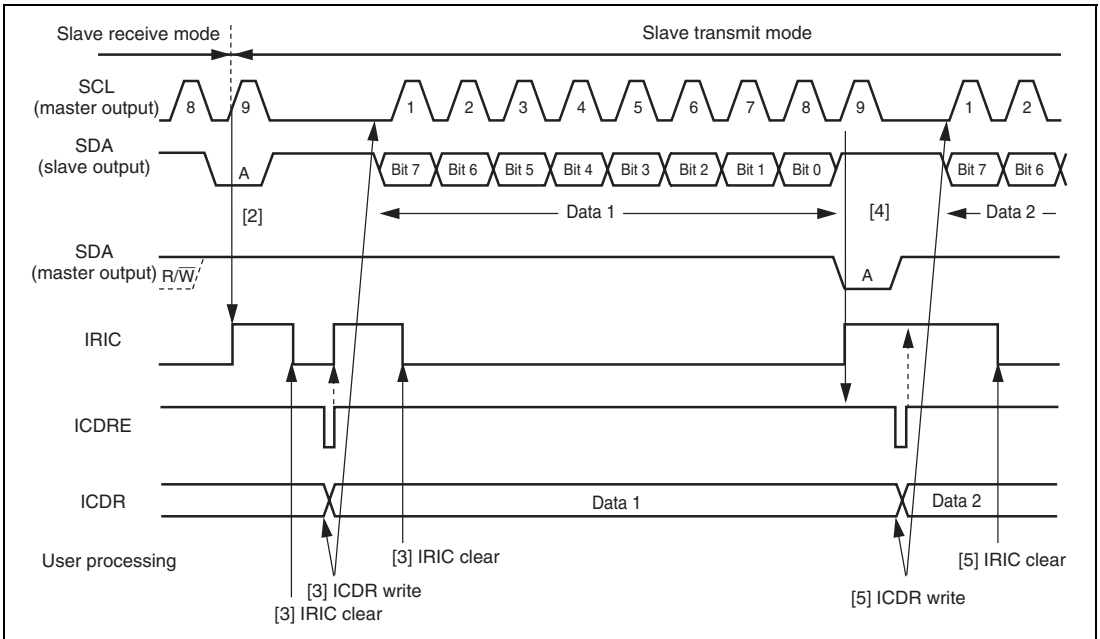 Slave receive mode
Slave transmit mode
SCL
(master output)
8 9 1 2 3 4 5 6 7 8 9 1 2
SDA
(slave output)
A Bit 7 Bit 6 Bit 5 Bit 4 Bit 3 Bit 2 Bit 1 Bit 0 Bit 7 Bit 6
[2]
Data 1
[4]
Data 2
SDA
(master output)
R/W̅
A
IRIC
ICDRE
ICDR
Data 1
Data 2
User processing
[3] IRIC clear
[5] IRIC clear
[3] ICDR write
[5] ICDR write
[3] IRIC clear